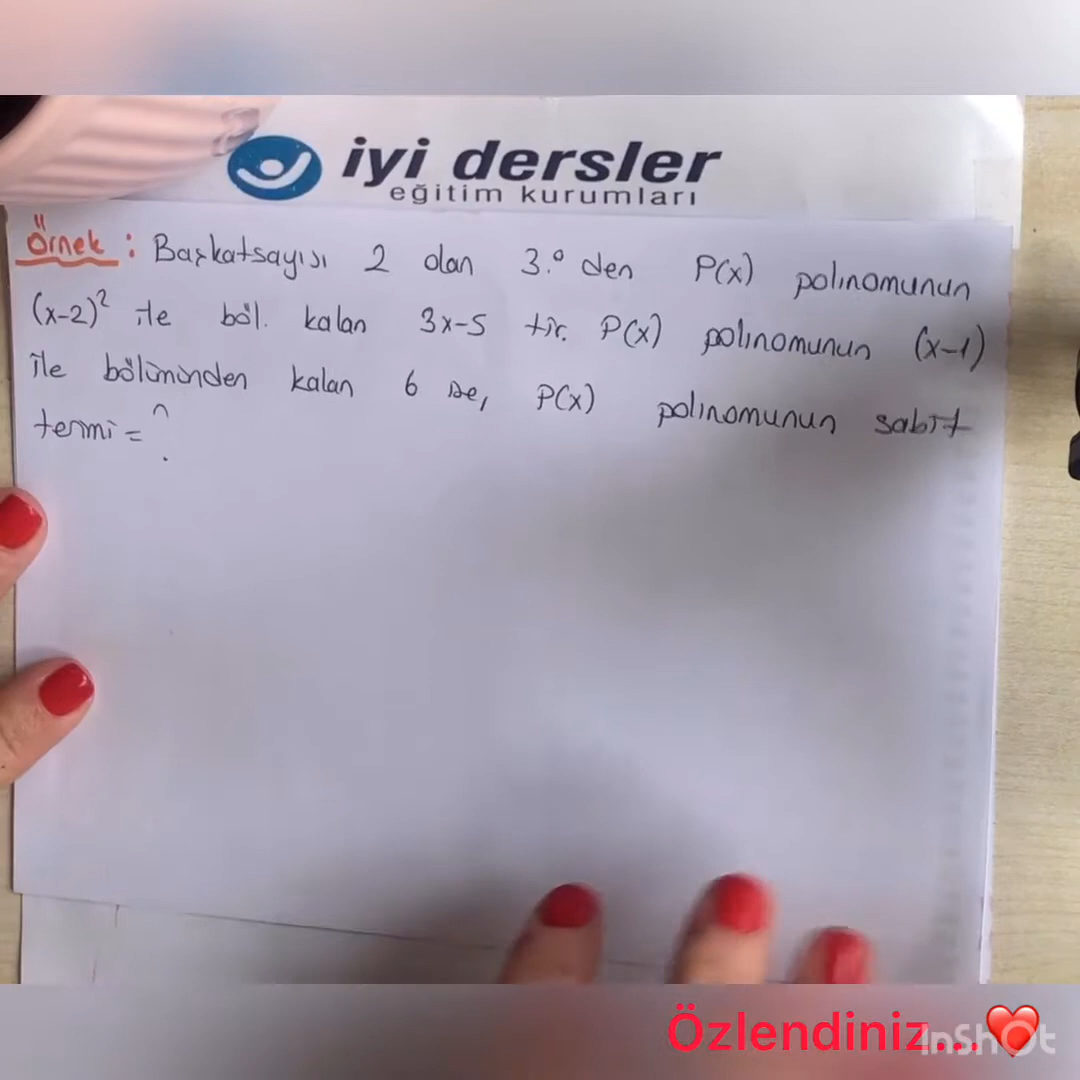 iyi dersler
eğitim kurumları
Örnek : Başkatsayısı 2 olan 3.º den P(x) polinomunun
(x-2)² ile böl. kalan 3x-5 tir. P(x) polinomunun (x-1)
ile bölümünden kalan 6 ise, P(x) polinomunun sabit
termi = ?
Özlendiniz...❤️
InShOt